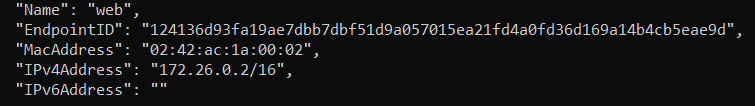 "Name": "web",
"EndpointID": "124136d93fa19ae7dbb7dbf51d9a057015ea21fd4a0fd36d169a14b4cb5eae9d",
"MacAddress": "02:42:ac:1a:00:02",
"IPv4Address": "172.26.0.2/16",
"IPv6Address": ""